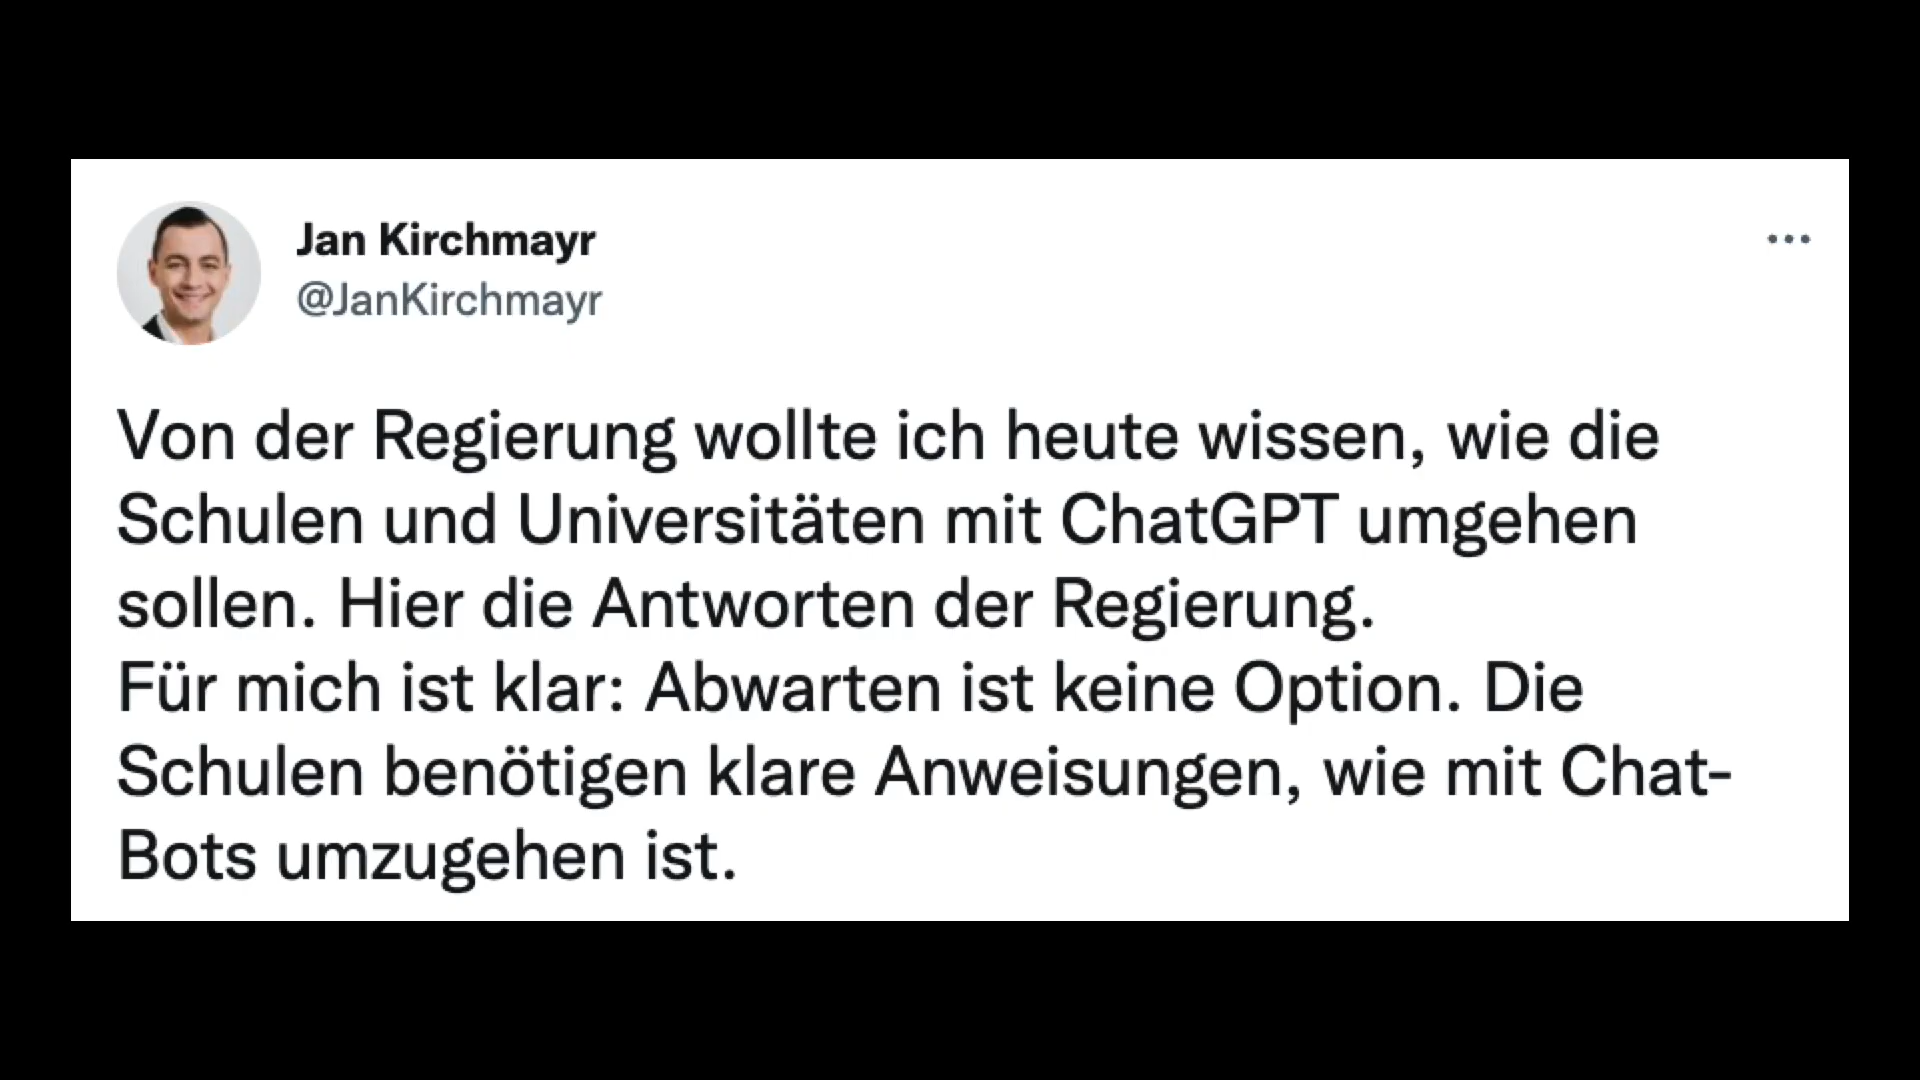 Jan Kirchmayr
@JanKirchmayr
Von der Regierung wollte ich heute wissen, wie die
Schulen und Universitäten mit ChatGPT umgehen
sollen. Hier die Antworten der Regierung.
Für mich ist klar: Abwarten ist keine Option. Die
Schulen benötigen klare Anweisungen, wie mit Chat-
Bots umzugehen ist.